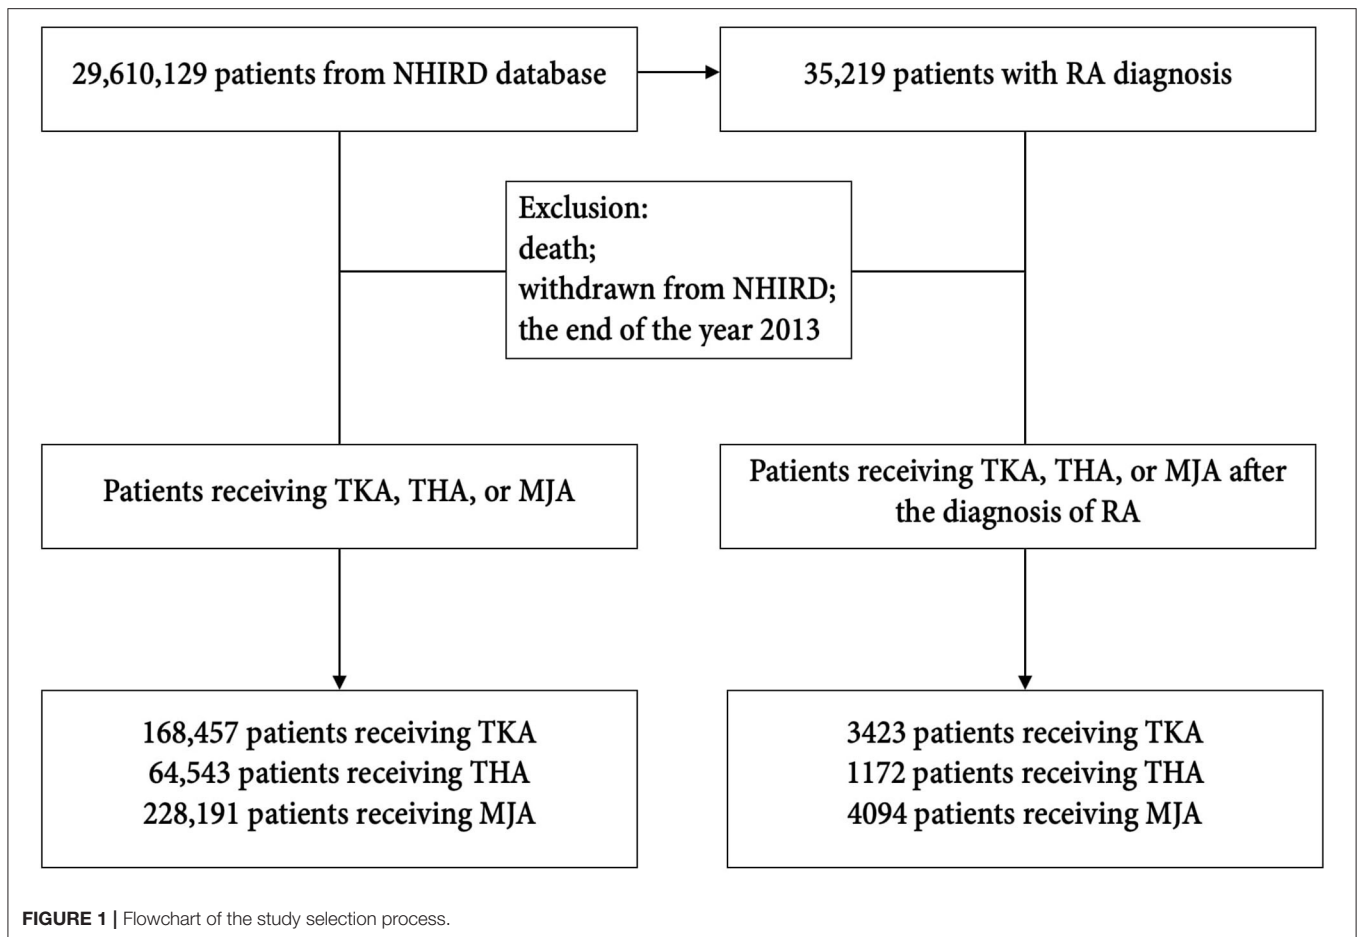 29,610,129 patients from NHIRD database
35,219 patients with RA diagnosis
Exclusion:
death;
withdrawn from NHIRD;
the end of the year 2013
Patients receiving TKA, THA, or MJA
Patients receiving TKA, THA, or MJA after
the diagnosis of RA
168,457 patients receiving TKA
64,543 patients receiving THA
228,191 patients receiving MJA
3423 patients receiving TKA
1172 patients receiving THA
4094 patients receiving MJA
FIGURE 1 | Flowchart of the study selection process.